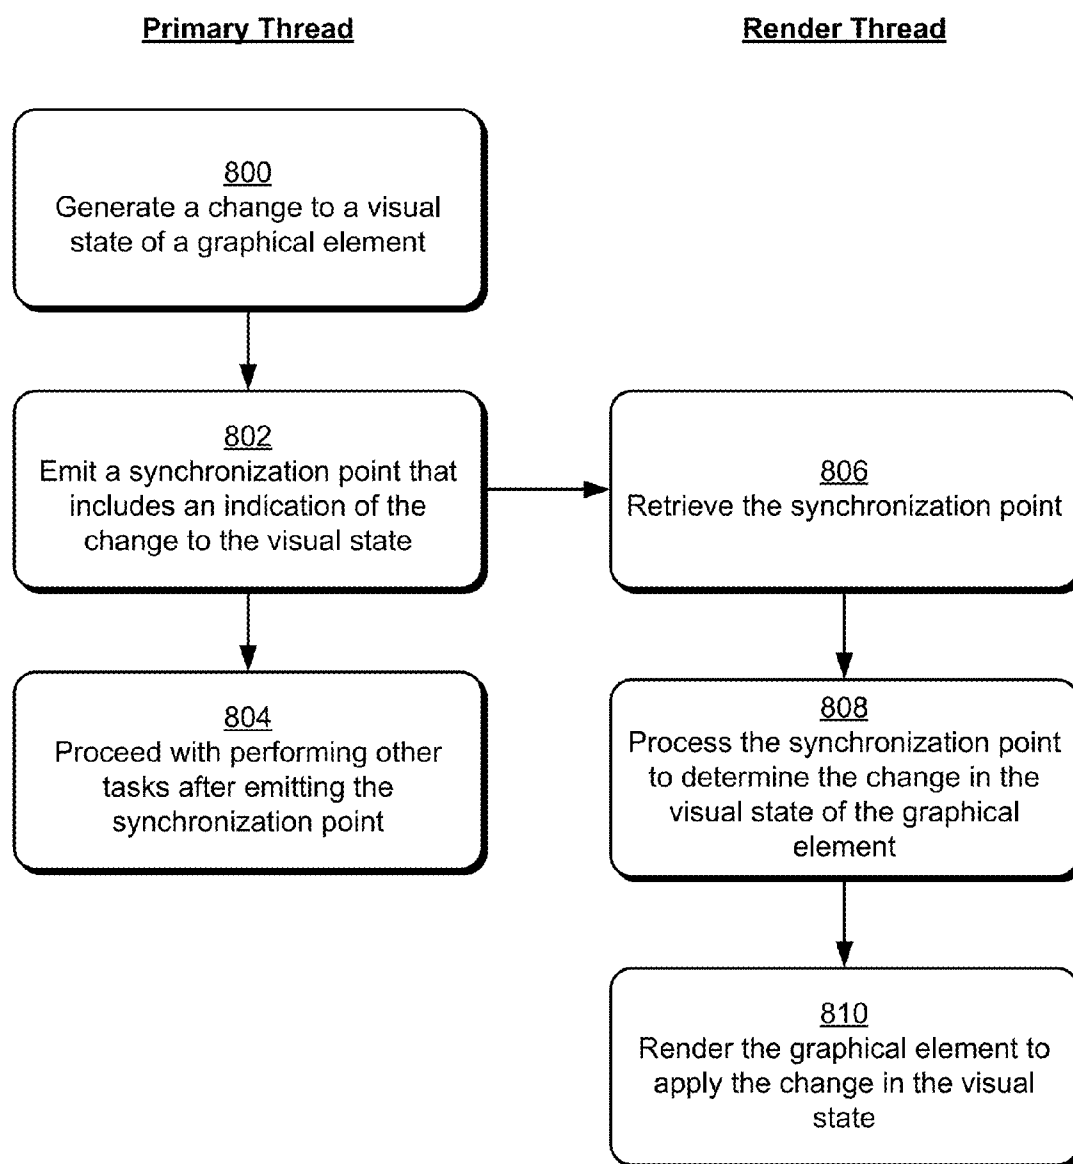 Primary Thread
Render Thread
800
Generate a change to a visual
state of a graphical element
802
Emit a synchronization point that
includes an indication of the
change to the visual state
804
Proceed with performing other
tasks after emitting the
synchronization point
806
Retrieve the synchronization point
808
Process the synchronization point
to determine the change in the
visual state of the graphical
element
810
Render the graphical element to
apply the change in the visual
state